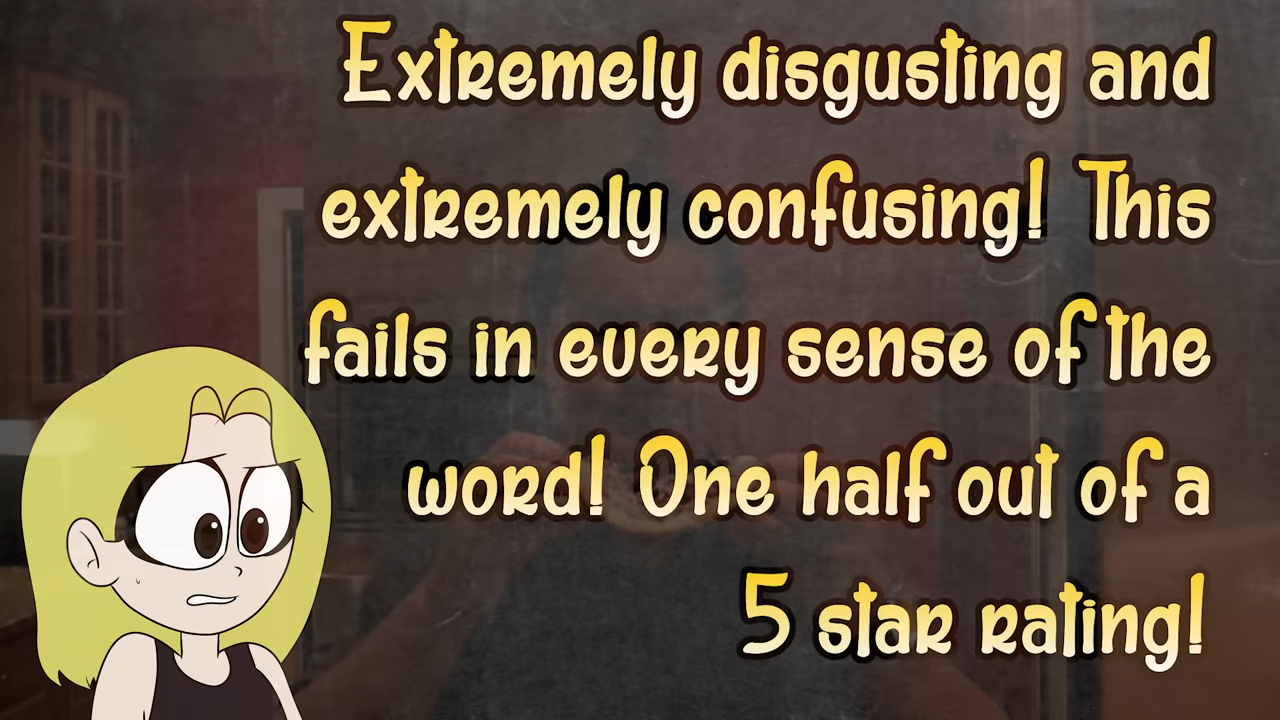 Extremely disgusting and
extremely confusing! This
fails in every sense of the
word! One half out of a
5 star rating!